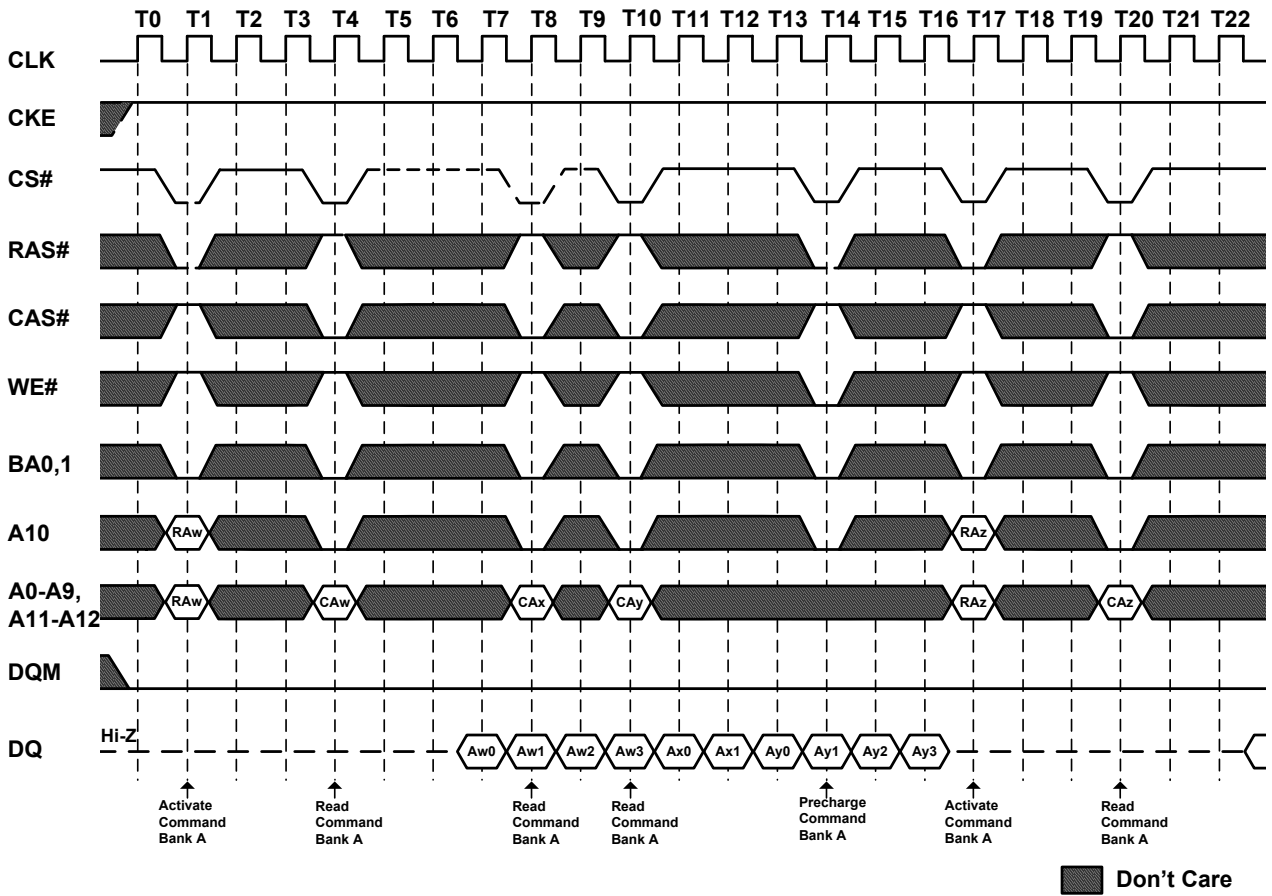 T0 T1 T2 T3 T4 T5 T6 T7 T8 T9 T10 T11 T12 T13 T14 T15 T16 T17 T18 T19 T20 T21 T22
CLK
CKE
CS#
RAS#
CAS#
WE#
BA0,1
A10 RAw RAz
A0-A9,
A11-A12 RAw CAw CAx CAy RAz CAz
DQM
DQ Hi-Z Aw0 Aw1 Aw2 Aw3 Ax0 Ax1 Ay0 Ay1 Ay2 Ay3
Activate
Command
Bank A
Read
Command
Bank A
Read
Command
Bank A
Read
Command
Bank A
Precharge
Command
Bank A
Activate
Command
Bank A
Read
Command
Bank A
Don't Care